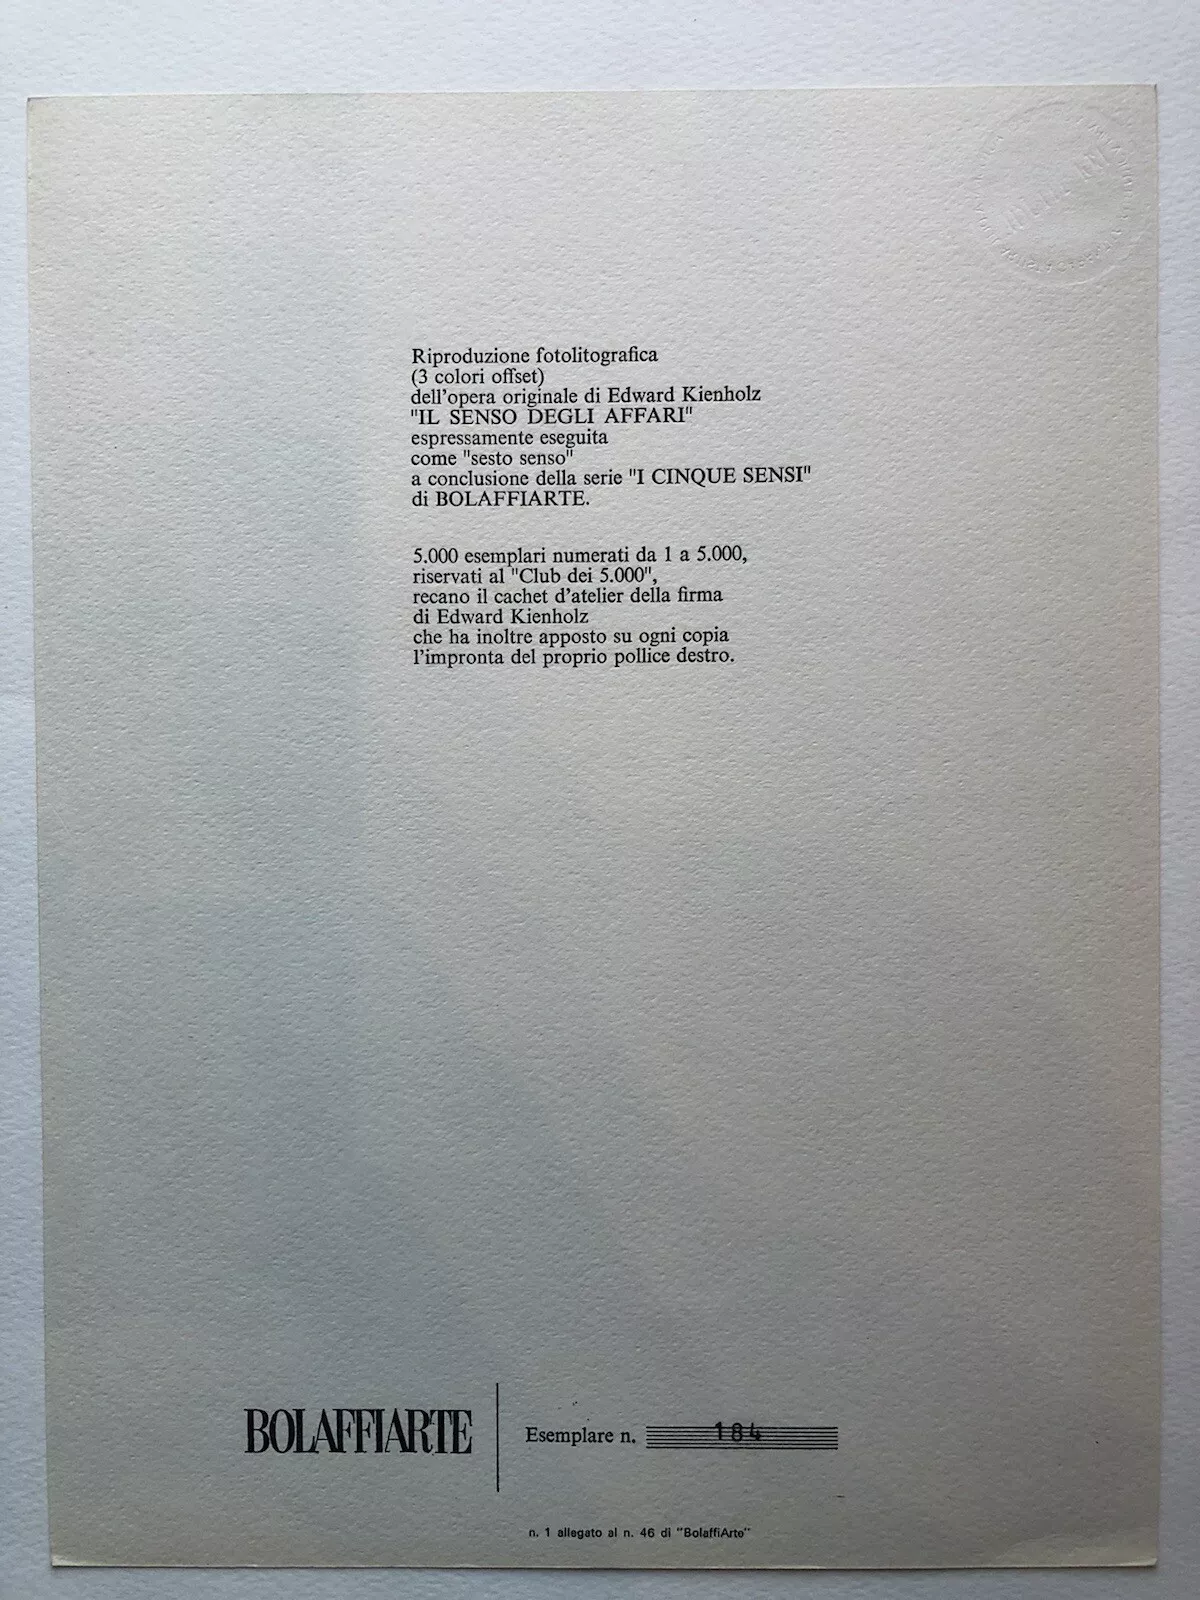 Riproduzione fotolitografica
(3 colori offset)
dell'opera originale di Edward Kienholz
"IL SENSO DEGLI AFFARI"
espressamente eseguita
come "sesto senso"
a conclusione della serie "I CINQUE SENSI"
di BOLAFFIARTE.
5.000 esemplari numerati da 1 a 5.000,
riservati al "Club dei 5.000",
recano il cachet d'atelier della firma
di Edward Kienholz
che ha inoltre apposto su ogni copia
l'impronta del proprio pollice destro.
BOLAFFIARTE
Esemplare n. 184
n. 1 allegato al n. 46 di "BolaffiArte"